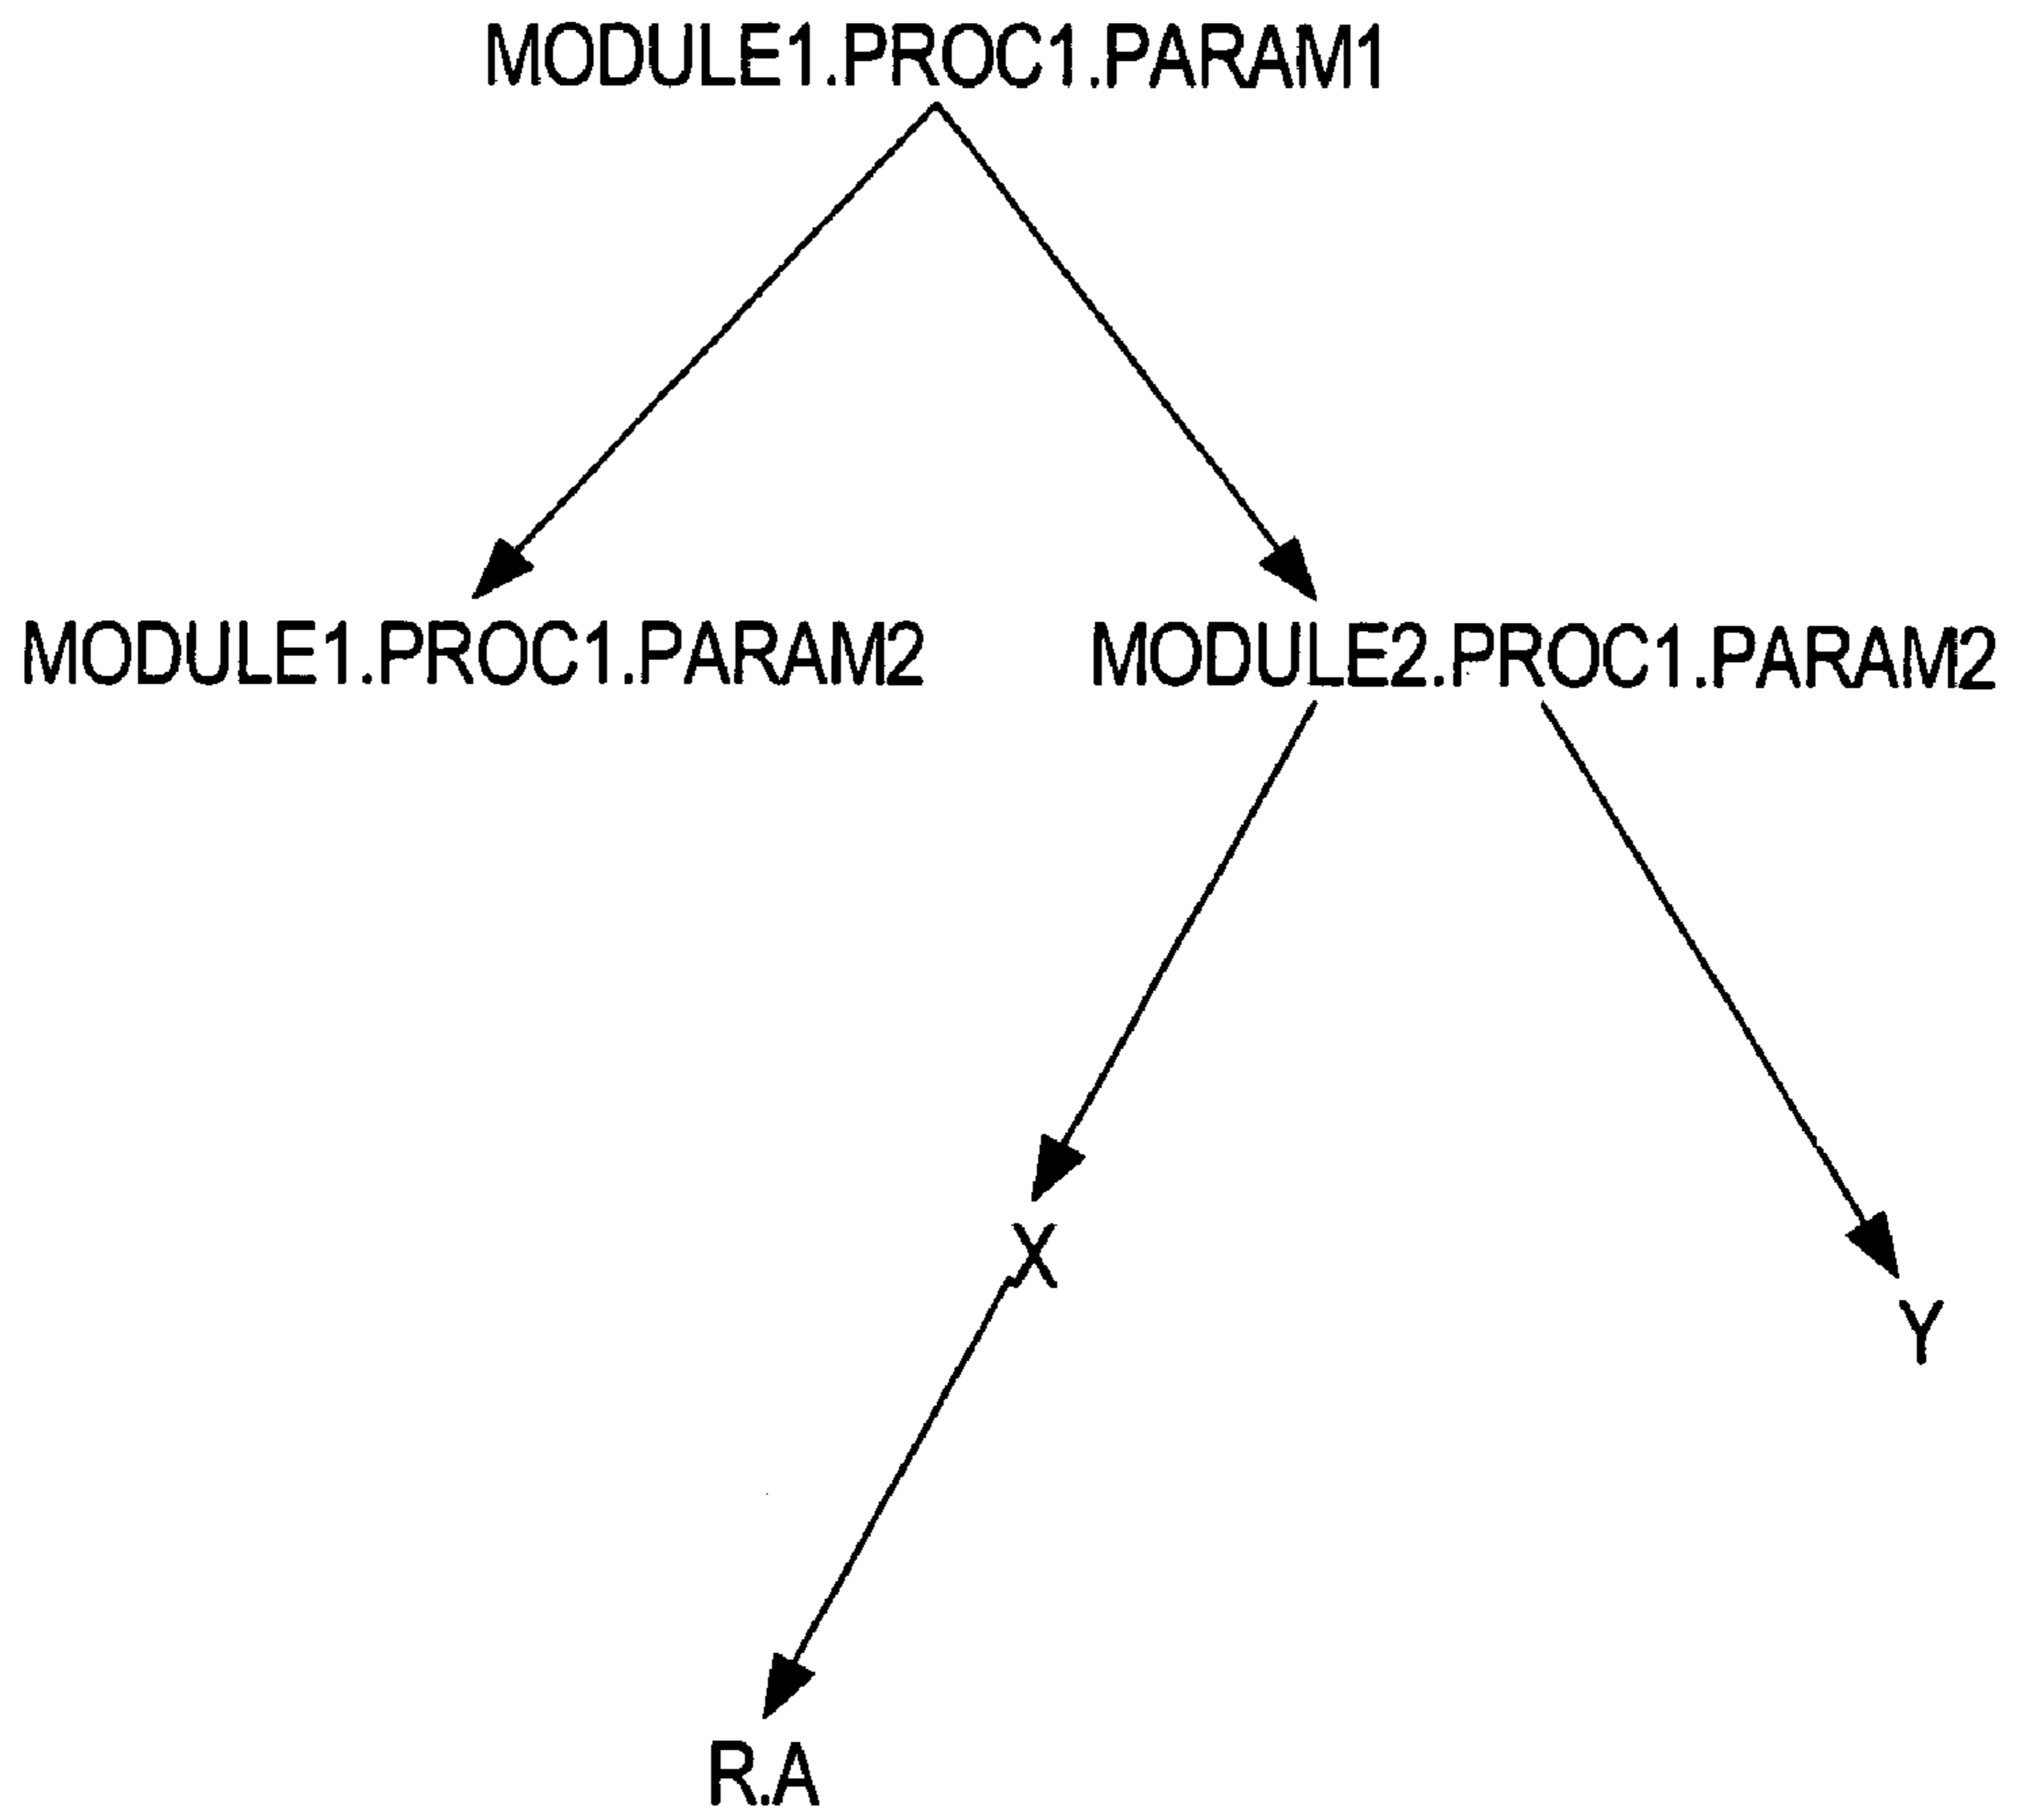 MODULE1.PROC1.PARAM1
MODULE1.PROC1.PARAM2
MODULE2.PROC1.PARAM2
X
Y
R.A